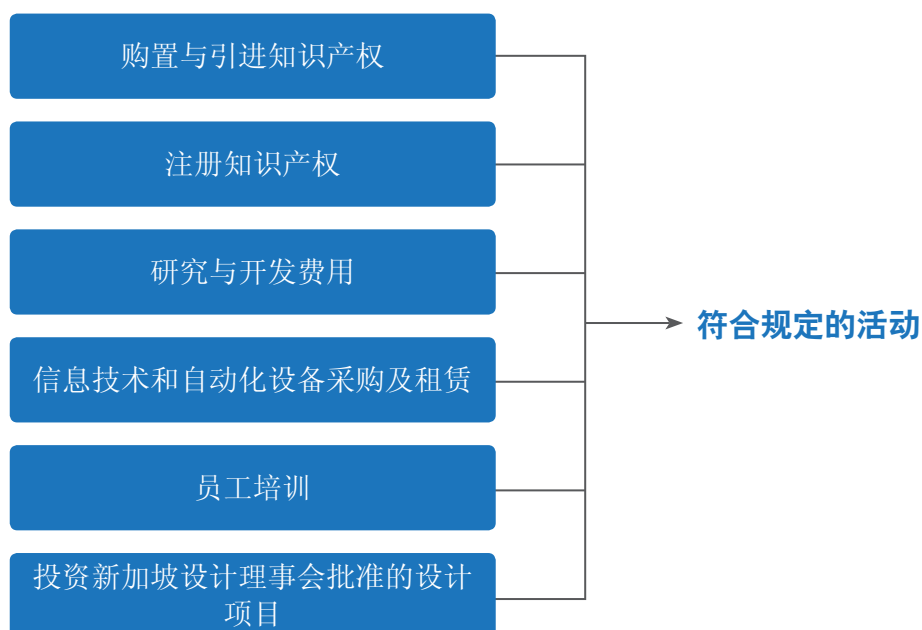 购置与引进知识产权
注册知识产权
研究与开发费用
信息技术和自动化设备采购及租赁
员工培训
投资新加坡设计理事会批准的设计
项目
符合规定的活动